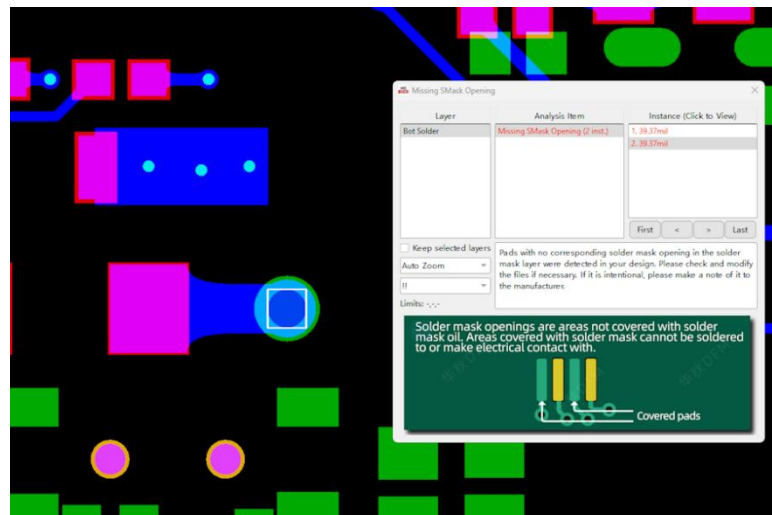 Missing SMask Opening
Layer
Analysis Item
Instance (Click to View)
Bot Solder
Missing SMask Opening (2 inst.)
1. 39.37mil
2. 39.37mil
First
<
>
Last
Keep selected layers
Auto Zoom
!!
Limits: -,-,-
Pads with no corresponding solder mask opening in the solder
mask layer were detected in your design. Please check and modify
the files if necessary. If it is intentional, please make a note of it to
the manufactures
Solder mask openings are areas not covered with solder
mask oil. Areas covered with solder mask cannot be soldered
to or make electrical contact with.
Covered pads